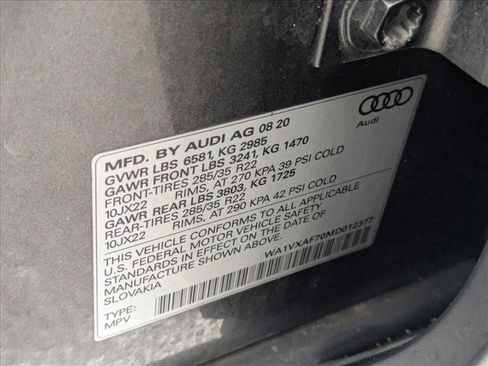 MFD. BY AUDI AG 08 20
GVWR LBS 6581, KG 2985
GAWR FRONT LBS 3241, KG 1470
FRONT-TIRES 285/35 R22
10JX22 RIMS, AT 270 KPA 39 PSI COLD
GAWR REAR LBS 3803, KG 1725
REAR-TIRES 285/35 R22
10JX22 RIMS, AT 290 KPA 42 PSI COLD
THIS VEHICLE CONFORMS TO ALL APPLICABLE
U.S. FEDERAL MOTOR VEHICLE SAFETY
STANDARDS IN EFFECT ON THE DATE OF
MANUFACTURE SHOWN ABOVE.
SLOVAKIA
WA1VXAF70MD012377
TYPE:
MPV
Audi